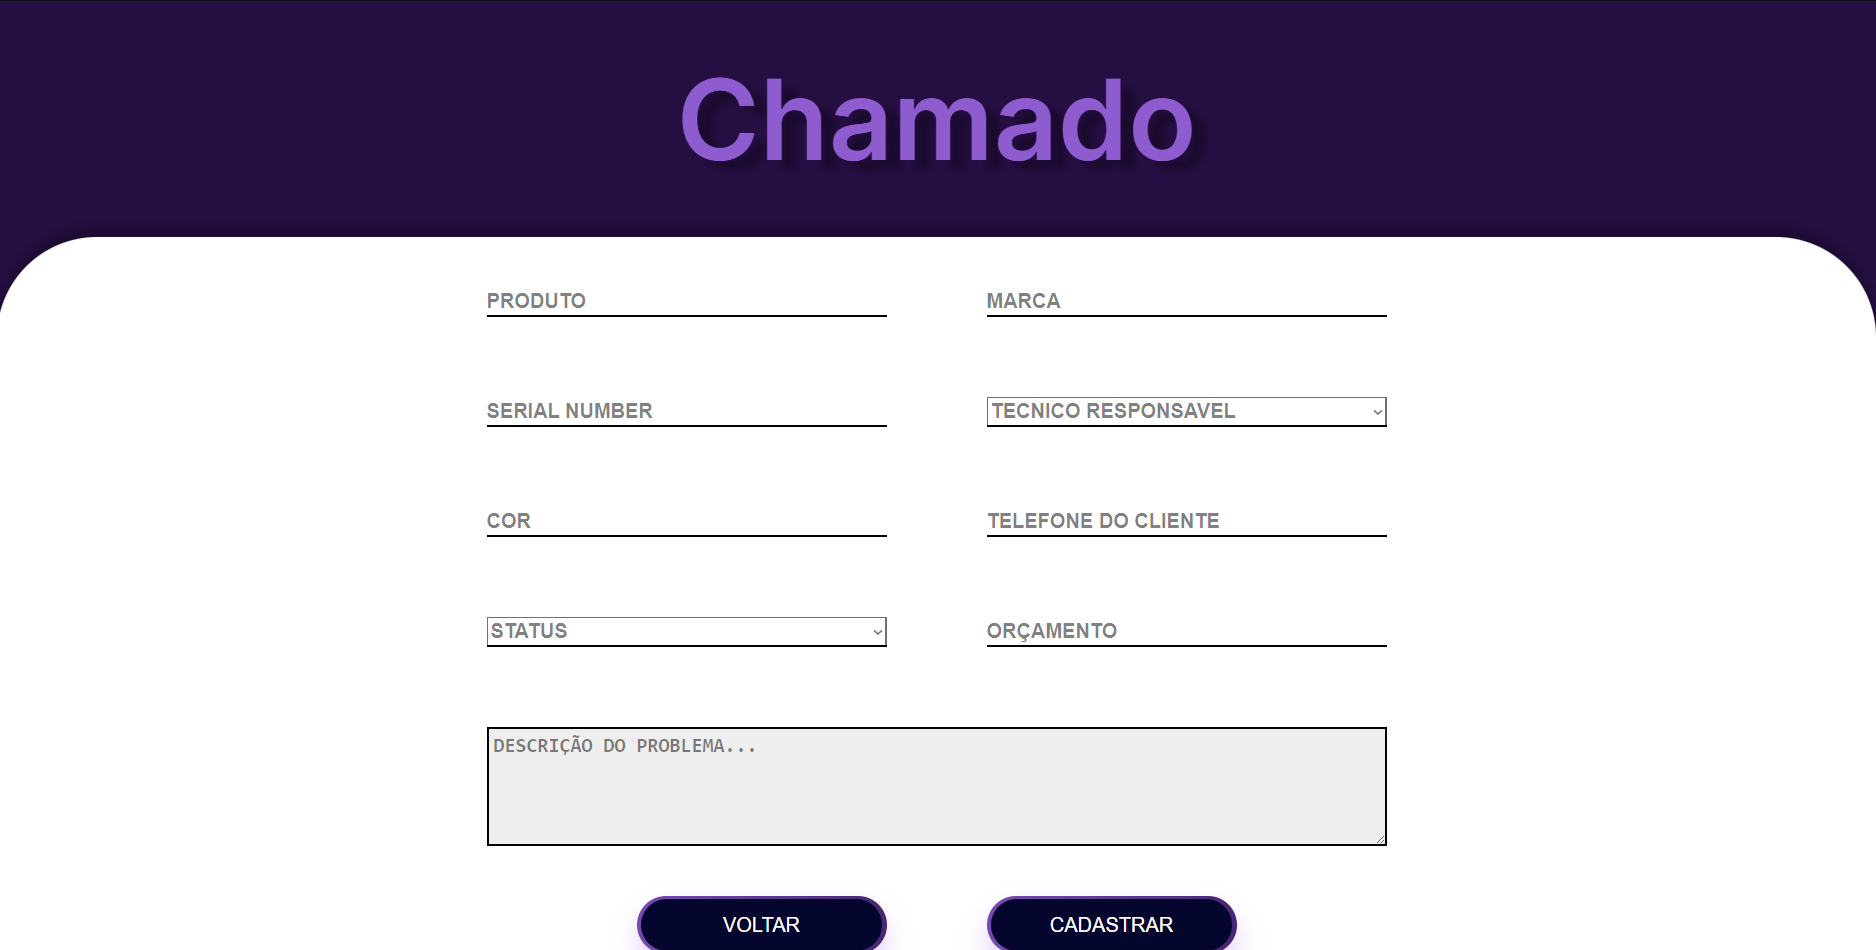 Chamado
PRODUTO
MARCA
SERIAL NUMBER
TECNICO RESPONSAVEL
COR
TELEFONE DO CLIENTE
STATUS
ORÇAMENTO
DESCRIÇÃO DO PROBLEMA...
VOLTAR
CADASTRAR